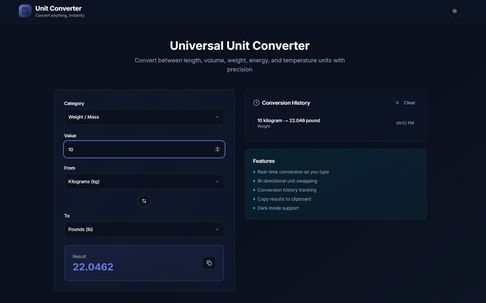 Unit Converter
Convert anything, instantly
Universal Unit Converter
Convert between length, volume, weight, energy, and temperature units with
precision
Category
Weight / Mass
Value
10
From
Kilograms (kg)
To
Pounds (lb)
Result
22.0462
Conversion History
Clear
10 kilogram → 22.046 pound
Weight
09:52 PM
Features
Real-time conversion as you type
Bi-directional unit swapping
Conversion history tracking
Copy results to clipboard
Dark mode support